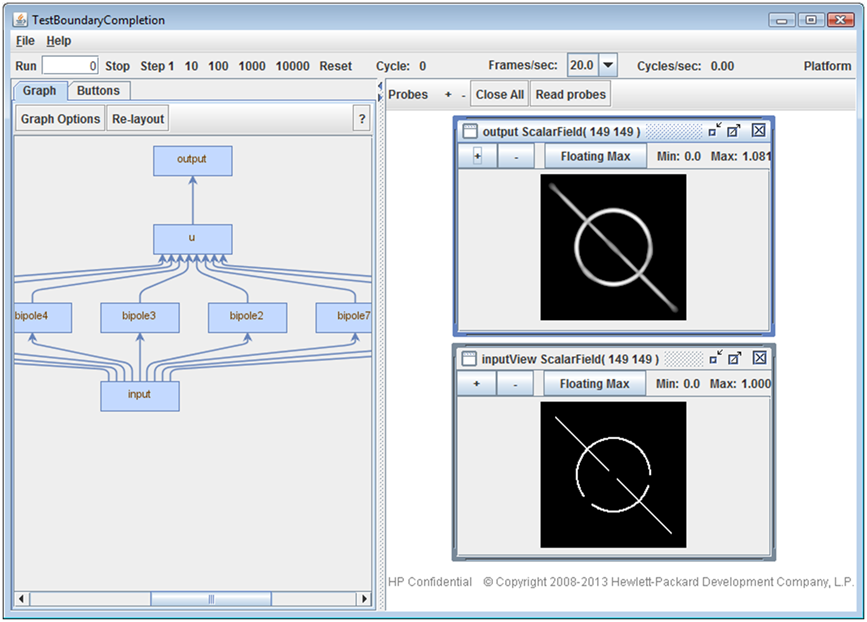 TestBoundaryCompletion
File Help
Run 0 Stop Step 1 10 100 1000 10000 Reset Cycle: 0 Frames/sec: 20.0 Cycles/sec: 0.00 Platform
Graph Buttons
Probes + - Close All Read probes
Graph Options Re-layout ?
output ScalarField( 149 149 )
+ - Floating Max Min: 0.0 Max: 1.081
output
u
bipole4 bipole3 bipole2 bipole7
input
inputView ScalarField( 149 149 )
+ - Floating Max Min: 0.0 Max: 1.000
HP Confidential © Copyright 2008-2013 Hewlett-Packard Development Company, L.P.